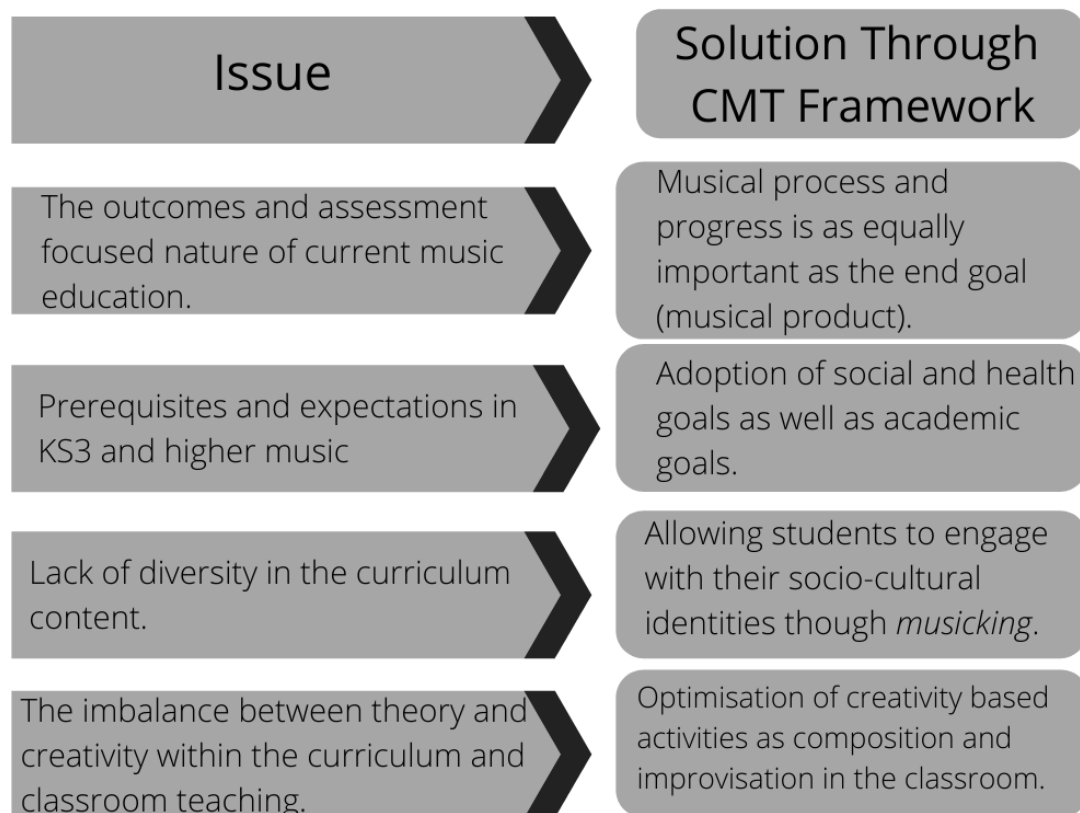 Issue
Solution Through
CMT Framework
The outcomes and assessment
focused nature of current music
education.
Musical process and
progress is as equally
important as the end goal
(musical product).
Prerequisites and expectations in
KS3 and higher music
Adoption of social and health
goals as well as academic
goals.
Lack of diversity in the curriculum
content.
Allowing students to engage
with their socio-cultural
identities though musicking.
The imbalance between theory and
creativity within the curriculum and
classroom teaching.
Optimisation of creativity based
activities as composition and
improvisation in the classroom.